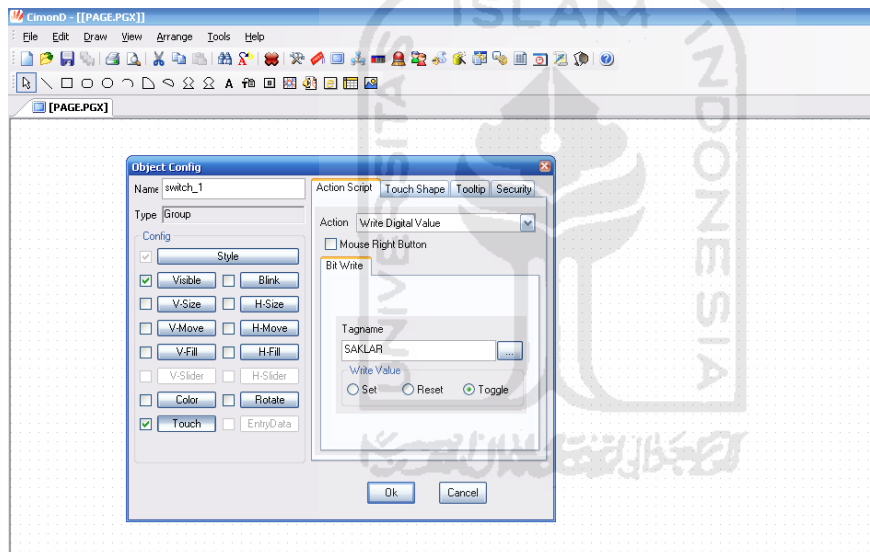 CimonD - [[PAGE.PGX]]
File Edit Draw View Arrange Tools Help
[PAGE.PGX]
ISLAM
UNIVERSITAS
INDONESIA
Object Config
Name switch_1
Type Group
Config
Style
Visible Blink
V-Size H-Size
V-Move H-Move
V-Fill H-Fill
V-Slider H-Slider
Color Rotate
Touch EntryData
Action Script Touch Shape Tooltip Security
Action Write Digital Value
Mouse Right Button
Bit Write
Tagname
SAKLAR
...
Write Value
Set Reset Toggle
Ok Cancel